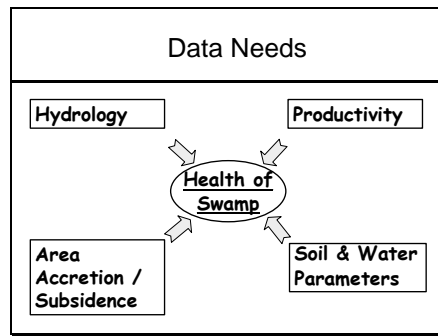 Data Needs
Hydrology
Productivity
Health of
Swamp
Area
Accretion /
Subsidence
Soil & Water
Parameters